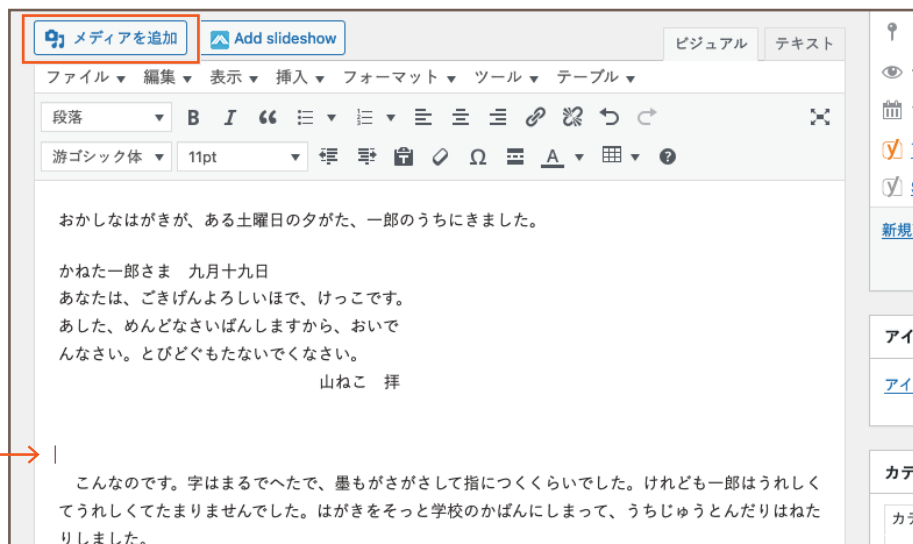 メディアを追加 Add slideshow
ビジュアル テキスト
ファイル 編集 表示 挿入 フォーマット ツール テーブル
段落
游ゴシック体 11pt
おかしなはがきが、ある土曜日の夕がた、一郎のうちにきました。
かねた一郎さま　九月十九日
あなたは、ごきげんよろしいほで、けっこです。
あした、めんどなさいばんしますから、おいで
んなさい。とびどぐもたないでくなさい。
山ねこ　拝
こんなのです。字はまるでへたで、墨もがさがさして指につくくらいでした。けれども一郎はうれしく
てうれしくてたまりませんでした。はがきをそっと学校のかばんにしまって、うちじゅうとんだりはねた
りしました。
新規
アイ
アイ
カテ
カテ